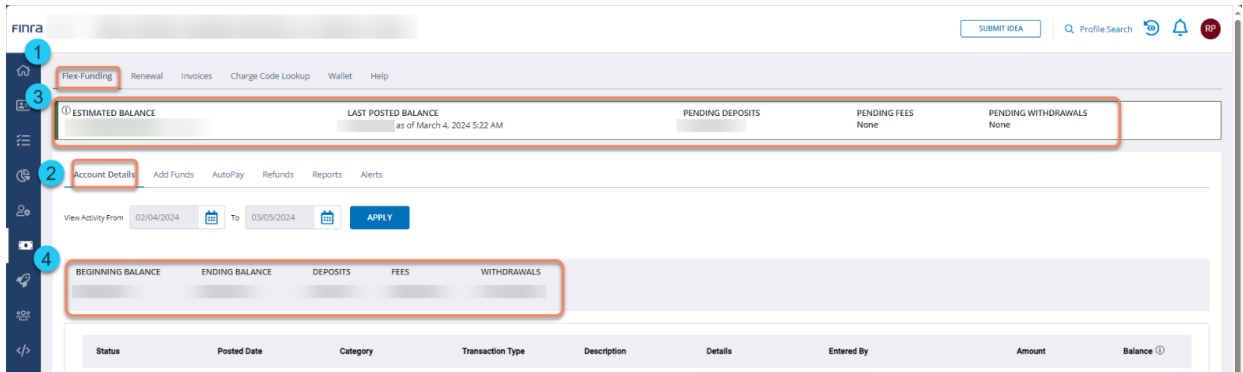 FINra
SUBMIT IDEA
Profile Search
RP
1
Flex-Funding Renewal Invoices Charge Code Lookup Wallet Help
3
ESTIMATED BALANCE LAST POSTED BALANCE PENDING DEPOSITS PENDING FEES PENDING WITHDRAWALS
as of March 4, 2024 5:22 AM None None
2
Account Details Add Funds AutoPay Refunds Reports Alerts
View Activity From 02/04/2024 To 03/05/2024 APPLY
4
BEGINNING BALANCE ENDING BALANCE DEPOSITS FEES WITHDRAWALS
Status Posted Date Category Transaction Type Description Details Entered By Amount Balance